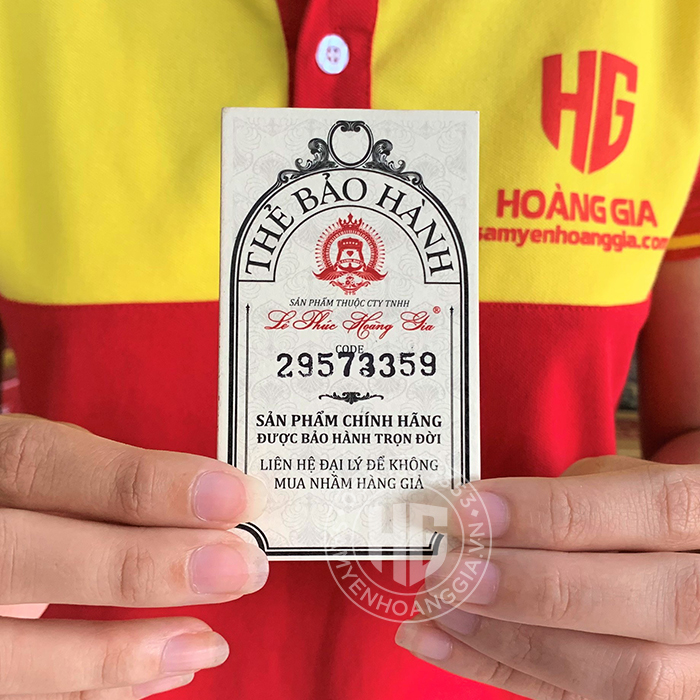 HG
HOÀNG GIA
samyenhoanggia.com
THẺ BẢO HÀNH
SẢN PHẨM THUỘC CTY TNHH
Lê Phúc Hoàng Gia®
CODE
29573359
SẢN PHẨM CHÍNH HÃNG
ĐƯỢC BẢO HÀNH TRỌN ĐỜI
LIÊN HỆ ĐẠI LÝ ĐỂ KHÔNG
MUA NHẦM HÀNG GIẢ
HG
SAMYENHOANGGIA.VN